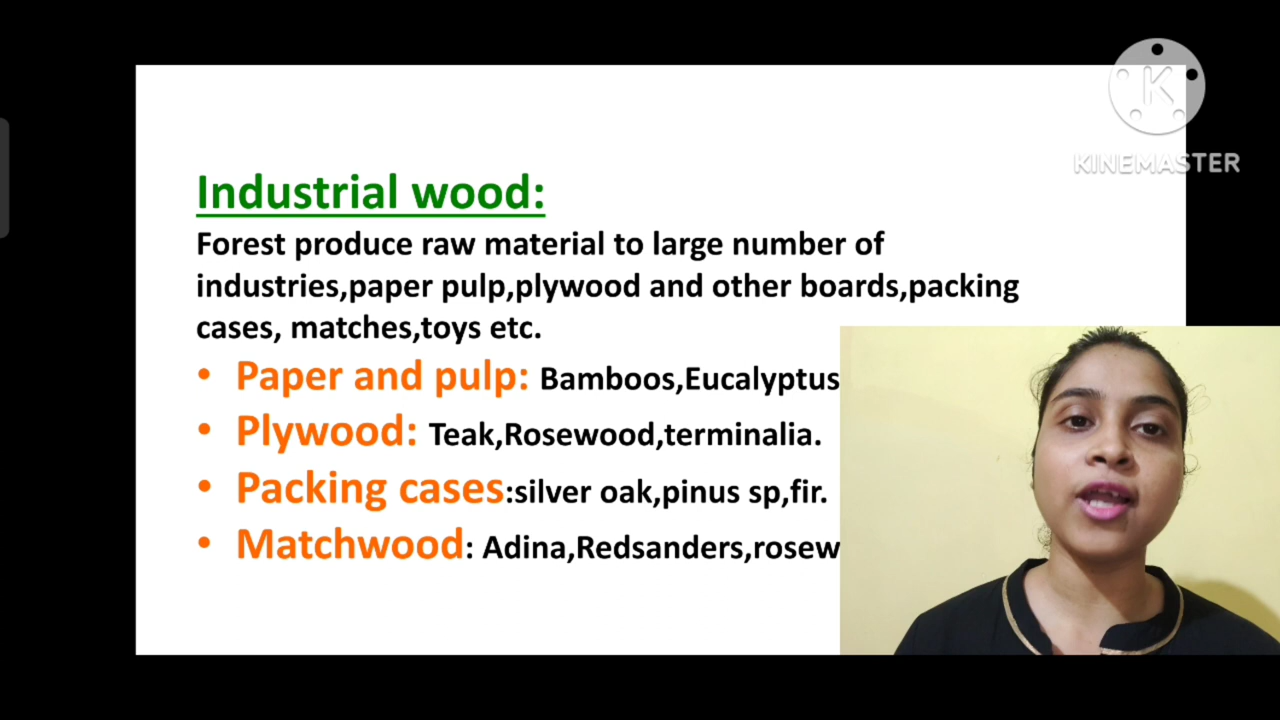 Industrial wood:
Forest produce raw material to large number of
industries,paper pulp,plywood and other boards,packing
cases, matches,toys etc.
• Paper and pulp: Bamboos,Eucalyptus
• Plywood: Teak,Rosewood,terminalia.
• Packing cases:silver oak,pinus sp,fir.
• Matchwood: Adina,Redsanders,rosew
K
KINEMASTER